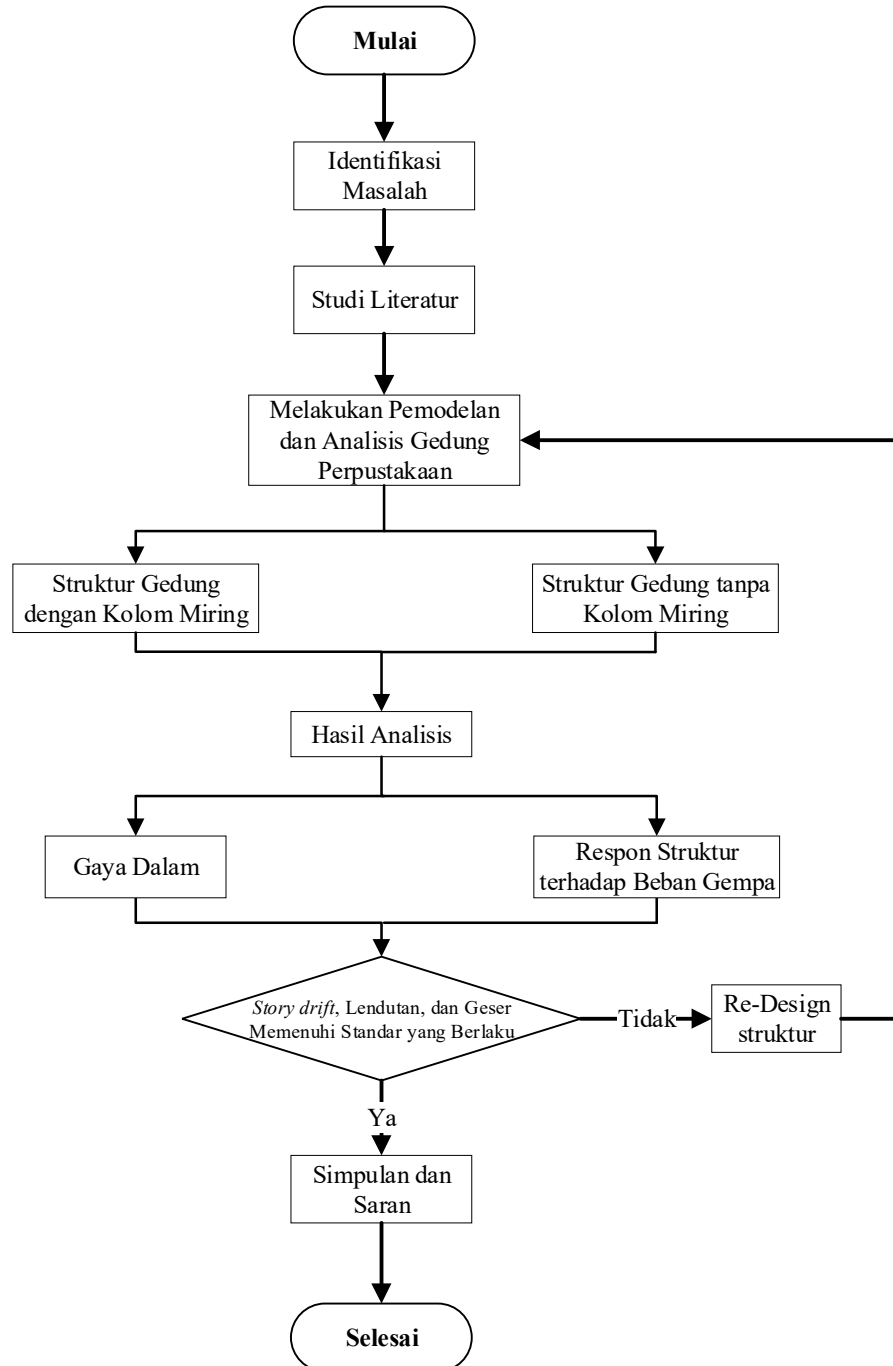 Mulai
Identifikasi
Masalah
Studi Literatur
Melakukan Pemodelan
dan Analisis Gedung
Perpustakaan
Struktur Gedung
dengan Kolom Miring
Struktur Gedung tanpa
Kolom Miring
Hasil Analisis
Gaya Dalam
Respon Struktur
terhadap Beban Gempa
Story drift, Lendutan, dan Geser
Memenuhi Standar yang Berlaku
Tidak
Re-Design
struktur
Ya
Simpulan dan
Saran
Selesai